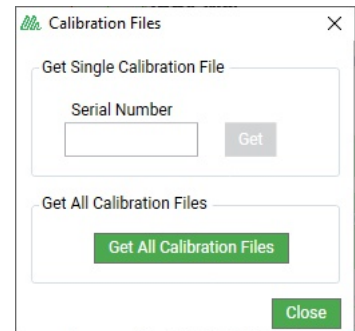 Calibration Files
Get Single Calibration File
Serial Number
Get
Get All Calibration Files
Get All Calibration Files
Close